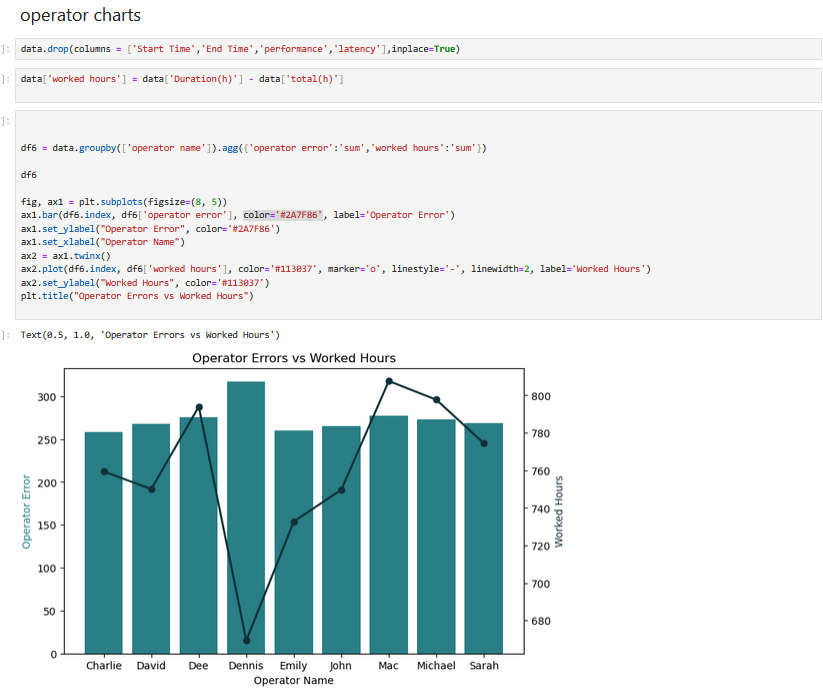 operator charts
]: data.drop(columns = ['Start Time','End Time','performance','latency'],inplace=True)
]: data['worked hours'] = data['Duration(h)'] - data['total(h)']
]:
df6 = data.groupby(['operator name']).agg({'operator error':'sum','worked hours':'sum'})
df6
fig, ax1 = plt.subplots(figsize=(8, 5))
ax1.bar(df6.index, df6['operator error'], color='#2A7F86', label='Operator Error')
ax1.set_ylabel("Operator Error", color='#2A7F86')
ax1.set_xlabel("Operator Name")
ax2 = ax1.twinx()
ax2.plot(df6.index, df6['worked hours'], color='#113037', marker='o', linestyle='-', linewidth=2, label='Worked Hours')
ax2.set_ylabel("Worked Hours", color='#113037')
plt.title("Operator Errors vs Worked Hours")
]: Text(0.5, 1.0, 'Operator Errors vs Worked Hours')
Operator Errors vs Worked Hours
Operator Error
300
250
200
150
100
50
0
800
780
760
740
720
700
680
Worked Hours
Charlie David Dee Dennis Emily John Mac Michael Sarah
Operator Name